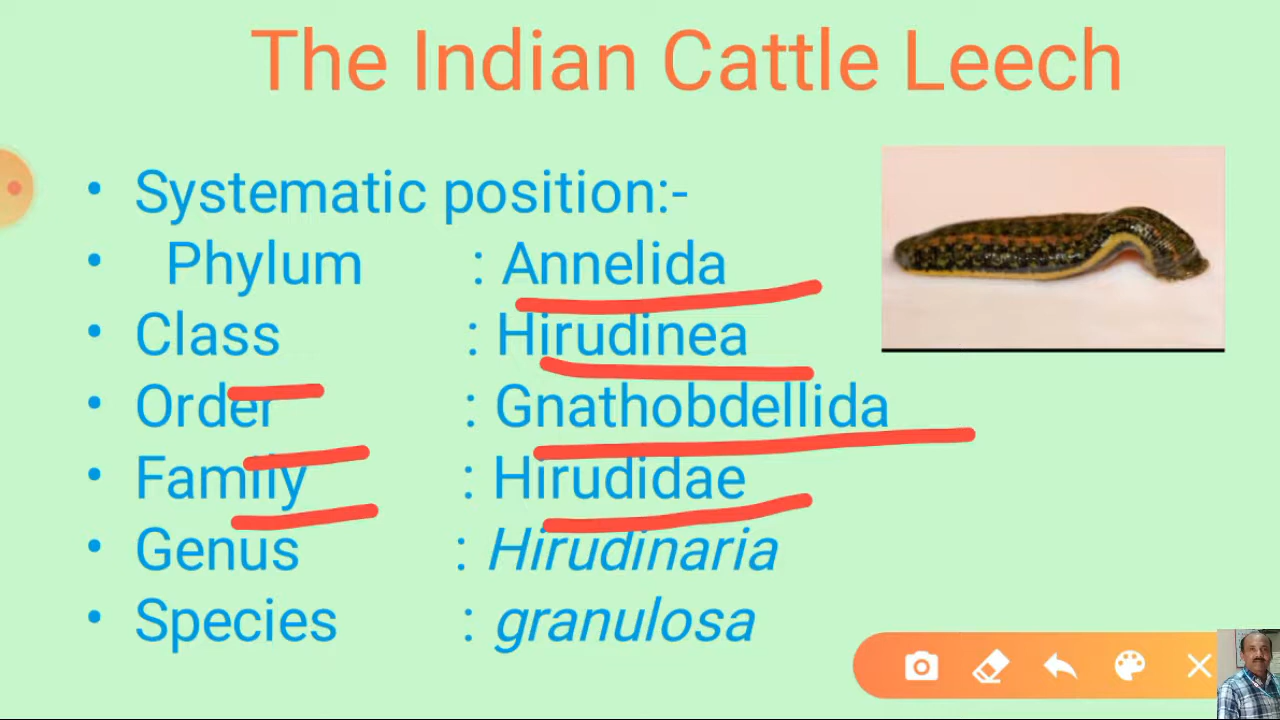 The Indian Cattle Leech
• Systematic position:-
• Phylum : Annelida
• Class : Hirudinea
• Order : Gnathobdellida
• Family : Hirudidae
• Genus : Hirudinaria
• Species : granulosa